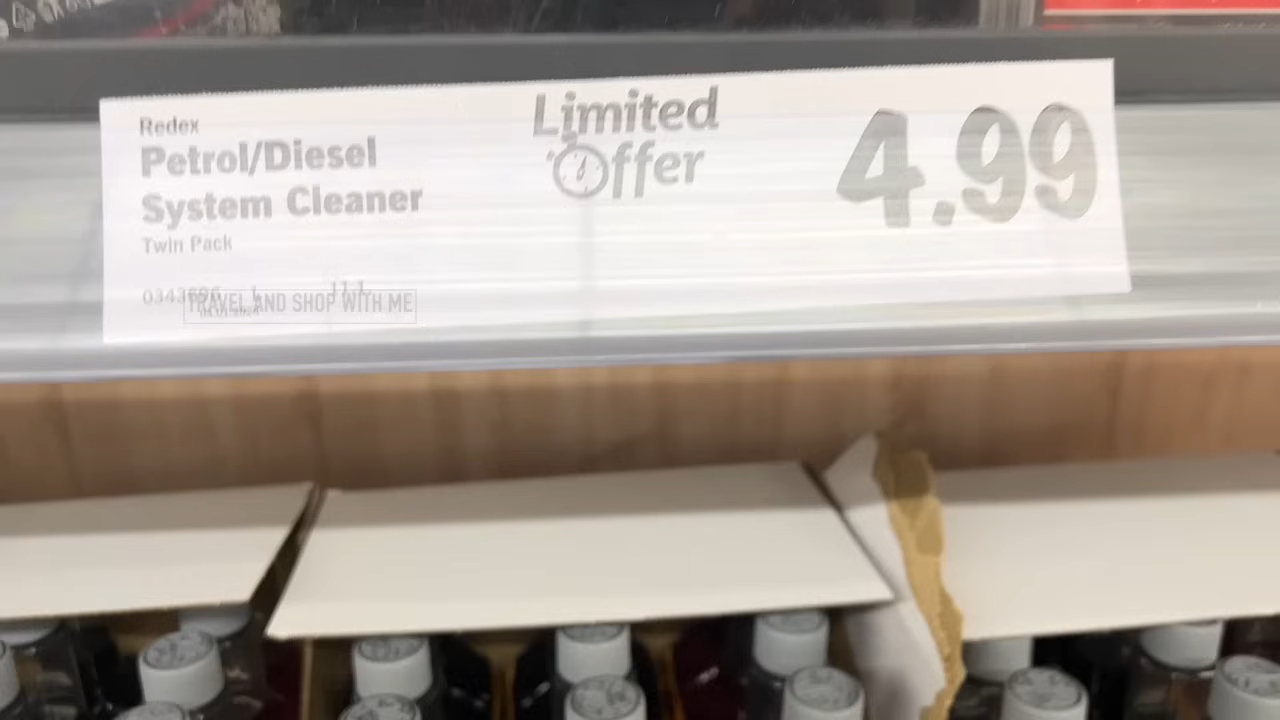 Redex
Petrol/Diesel
System Cleaner
Twin Pack
Limited
Offer
4.99
TRAVEL AND SHOP WITH ME